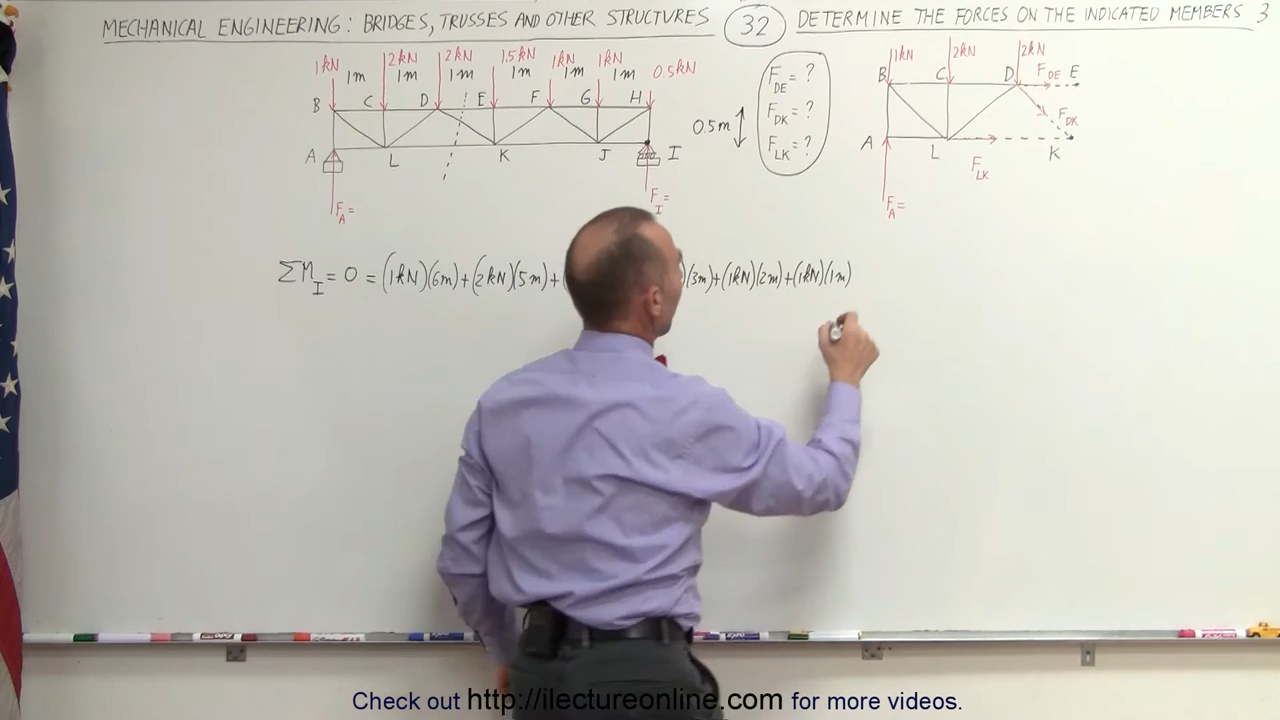 MECHANICAL ENGINEERING: BRIDGES, TRUSSES AND OTHER STRUCTURES 32 DETERMINE THE FORCES ON THE INDICATED MEMBERS 3
1kN 2kN 2kN 1.5kN 1kN 1kN 0.5kN
1m 1m 1m 1m 1m 1m
B C D E F G H
A L K J I
F_A = F_I =
0.5m
F_DE = ?
F_DK = ?
F_LK = ?
1kN 2kN 2kN
B C D F_DE E
F_DK
A L K
F_LK
F_A =
ΣM_I = 0 = (1kN)(6m)+(2kN)(5m)+( )(3m)+(1kN)(2m)+(1kN)(1m)
Check out http://ilectureonline.com for more videos.